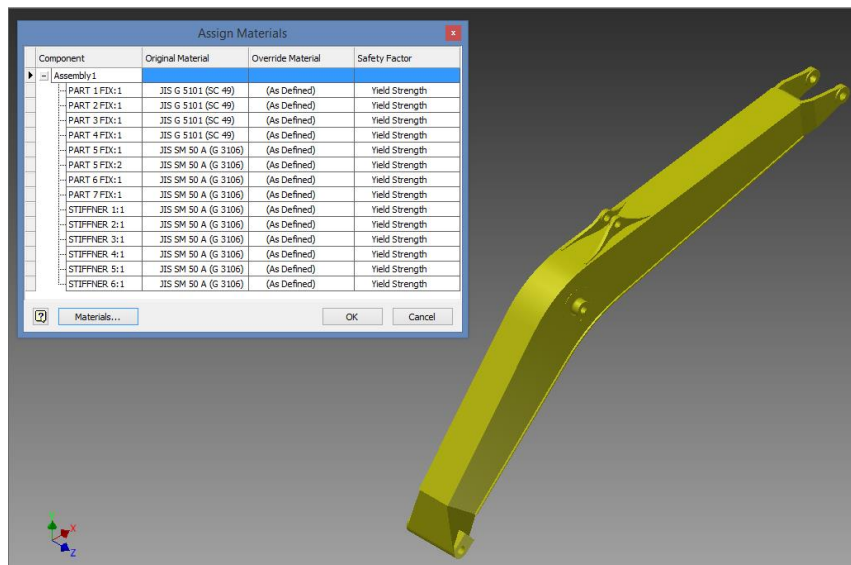 Assign Materials
x
Component Original Material Override Material Safety Factor
Assembly1
PART 1 FIX:1 JIS G 5101 (SC 49) (As Defined) Yield Strength
PART 2 FIX:1 JIS G 5101 (SC 49) (As Defined) Yield Strength
PART 3 FIX:1 JIS G 5101 (SC 49) (As Defined) Yield Strength
PART 4 FIX:1 JIS G 5101 (SC 49) (As Defined) Yield Strength
PART 5 FIX:1 JIS SM 50 A (G 3106) (As Defined) Yield Strength
PART 5 FIX:2 JIS SM 50 A (G 3106) (As Defined) Yield Strength
PART 6 FIX:1 JIS SM 50 A (G 3106) (As Defined) Yield Strength
PART 7 FIX:1 JIS SM 50 A (G 3106) (As Defined) Yield Strength
STIFFNER 1:1 JIS SM 50 A (G 3106) (As Defined) Yield Strength
STIFFNER 2:1 JIS SM 50 A (G 3106) (As Defined) Yield Strength
STIFFNER 3:1 JIS SM 50 A (G 3106) (As Defined) Yield Strength
STIFFNER 4:1 JIS SM 50 A (G 3106) (As Defined) Yield Strength
STIFFNER 5:1 JIS SM 50 A (G 3106) (As Defined) Yield Strength
STIFFNER 6:1 JIS SM 50 A (G 3106) (As Defined) Yield Strength
? Materials... OK Cancel
Y
X
Z